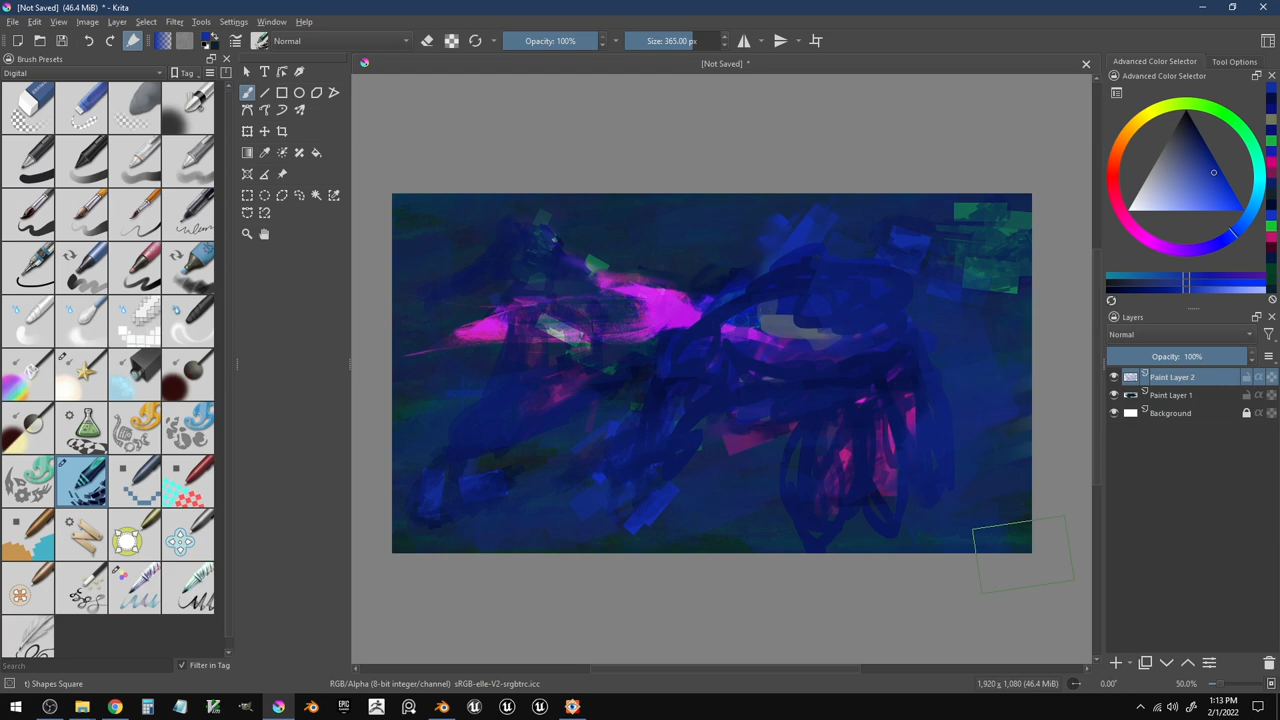 [Not Saved] (46.4 MiB) * - Krita
File Edit View Image Layer Select Filter Tools Settings Window Help
Normal
Opacity: 100%
Size: 365.00 px
Brush Presets
Digital
Tag
[Not Saved] *
Advanced Color Selector
Tool Options
Advanced Color Selector
Layers
Normal
Opacity: 100%
Paint Layer 2
Paint Layer 1
Background
Search
Filter in Tag
t) Shapes Square
RGB/Alpha (8-bit integer/channel) sRGB-elle-V2-srgbtrc.icc
1,920 x 1,080 (46.4 MiB)
0.00°
50.0%
EPIC
1:13 PM
2/1/2022